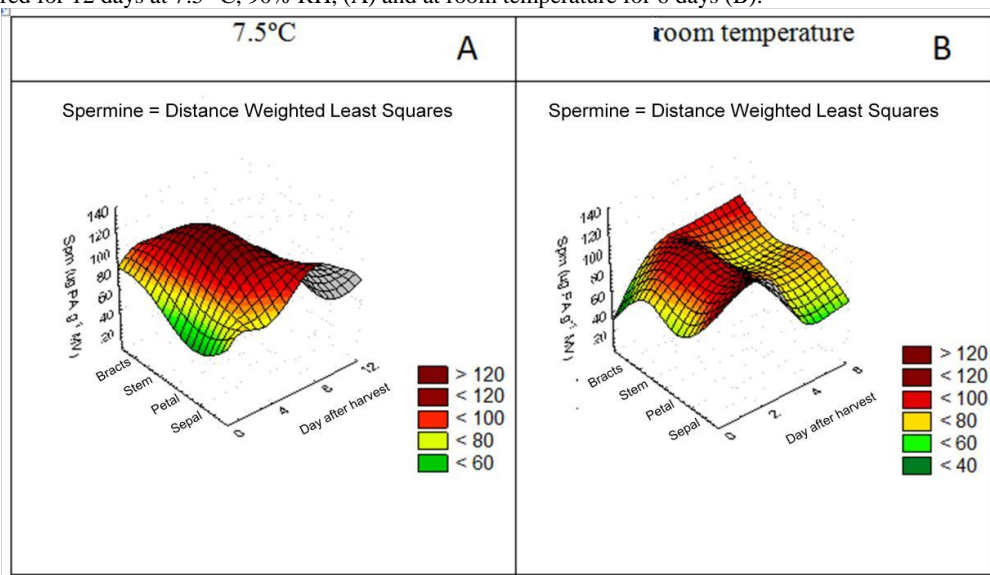 red for 12 days at 7.5 °C, 90% RH, (A) and at room temperature for 8 days (B).
7.5°C
A
room temperature
B
Spermine = Distance Weighted Least Squares
140
120
100
80
60
40
20
Spm (ug PA g-1 MV)
Bracts
Stem
Petal
Sepal
0
4
8
12
Day after harvest
> 120
< 120
< 100
< 80
< 60
Spermine = Distance Weighted Least Squares
140
120
100
80
60
40
20
Spm (ug PA g-1 MV)
Bracts
Stem
Petal
Sepal
0
2
4
8
Day after harvest
> 120
< 120
< 100
< 80
< 60
< 40